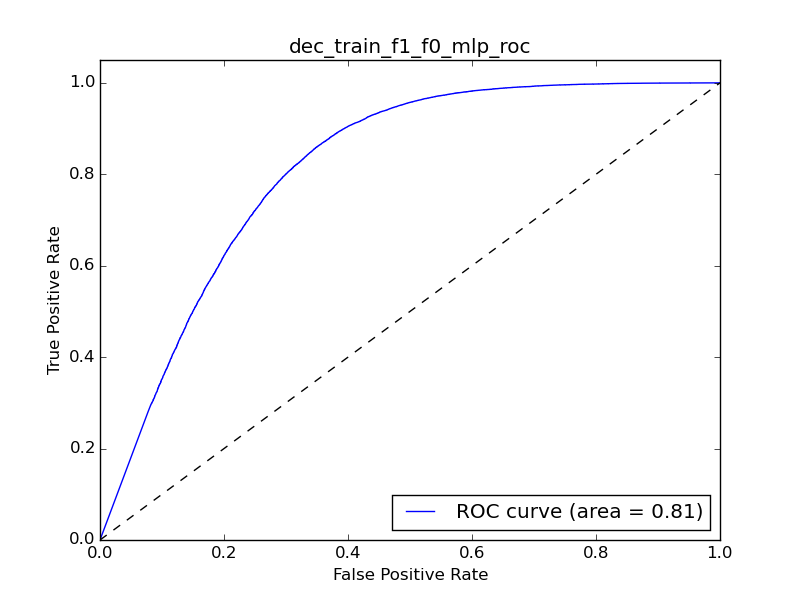 dec_train_f1_f0_mlp_roc
1.0
0.8
0.6
0.4
0.2
0.0
True Positive Rate
ROC curve (area = 0.81)
0.0 0.2 0.4 0.6 0.8 1.0
False Positive Rate